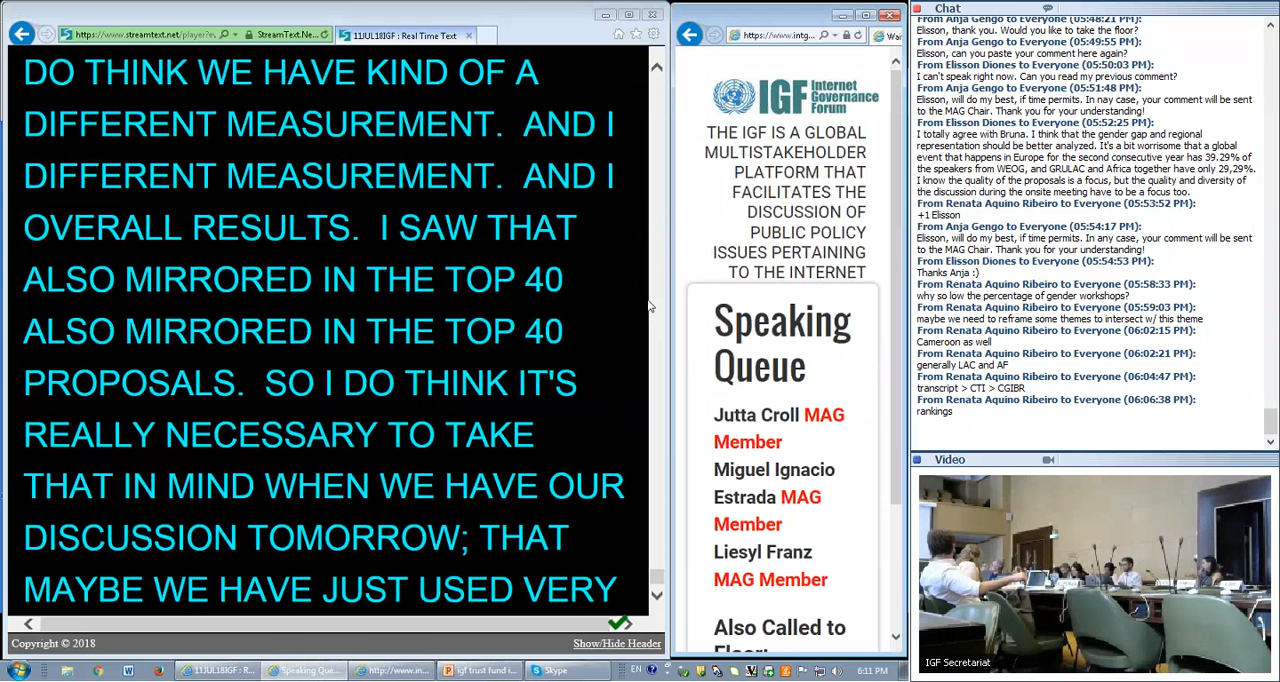 https://www.streamtext.net/player?e
StreamText.Ne
11JUL18IGF : Real Time Text
DO THINK WE HAVE KIND OF A
DIFFERENT MEASUREMENT.  AND I
DIFFERENT MEASUREMENT.  AND I
OVERALL RESULTS.  I SAW THAT
ALSO MIRRORED IN THE TOP 40
ALSO MIRRORED IN THE TOP 40
PROPOSALS.  SO I DO THINK IT'S
REALLY NECESSARY TO TAKE
THAT IN MIND WHEN WE HAVE OUR
DISCUSSION TOMORROW; THAT
MAYBE WE HAVE JUST USED VERY
Copyright © 2018
Show/Hide Header
https://www.intg
Wai
IGF Internet
Governance
Forum
THE IGF IS A GLOBAL
MULTISTAKEHOLDER
PLATFORM THAT
FACILITATES THE
DISCUSSION OF
PUBLIC POLICY
ISSUES PERTAINING
TO THE INTERNET
Speaking
Queue
Jutta Croll MAG
Member
Miguel Ignacio
Estrada MAG
Member
Liesyl Franz
MAG Member
Also Called to
Chat
From Anja Gengo to Everyone (05:48:21 PM):
Elisson, thank you. Would you like to take the floor?
From Anja Gengo to Everyone (05:49:55 PM):
Elisson, can you paste your comment here again?
From Elisson Diones to Everyone (05:50:03 PM):
I can't speak right now. Can you read my previous comment?
From Anja Gengo to Everyone (05:51:48 PM):
Elisson, will do my best, if time permits. In nay case, your comment will be sent
to the MAG Chair. Thank you for your understanding!
From Elisson Diones to Everyone (05:52:25 PM):
I totally agree with Bruna. I think that the gender gap and regional
representation should be better analyzed. It's a bit worrisome that a global
event that happens in Europe for the second consecutive year has 39.29% of
the speakers from WEOG, and GRULAC and Africa together have only 29,29%.
I know the quality of the proposals is a focus, but the quality and diversity of
the discussion during the onsite meeting have to be a focus too.
From Renata Aquino Ribeiro to Everyone (05:53:52 PM):
+1 Elisson
From Anja Gengo to Everyone (05:54:17 PM):
Elisson, will do my best, if time permits. In any case, your comment will be sent
to the MAG Chair. Thank you for your understanding!
From Elisson Diones to Everyone (05:54:53 PM):
Thanks Anja :)
From Renata Aquino Ribeiro to Everyone (05:58:33 PM):
why so low the percentage of gender workshops?
From Renata Aquino Ribeiro to Everyone (05:59:03 PM):
maybe we need to reframe some themes to intersect w/ this theme
From Renata Aquino Ribeiro to Everyone (06:02:15 PM):
Cameroon as well
From Renata Aquino Ribeiro to Everyone (06:02:21 PM):
generally LAC and AF
From Renata Aquino Ribeiro to Everyone (06:04:47 PM):
transcript > CTI > CGIBR
From Renata Aquino Ribeiro to Everyone (06:06:38 PM):
rankings
Video
IGF Secretariat
11JUL18IGF : R...
Speaking Que...
http://www.in...
igf trust fund i...
Skype
EN
6:11 PM